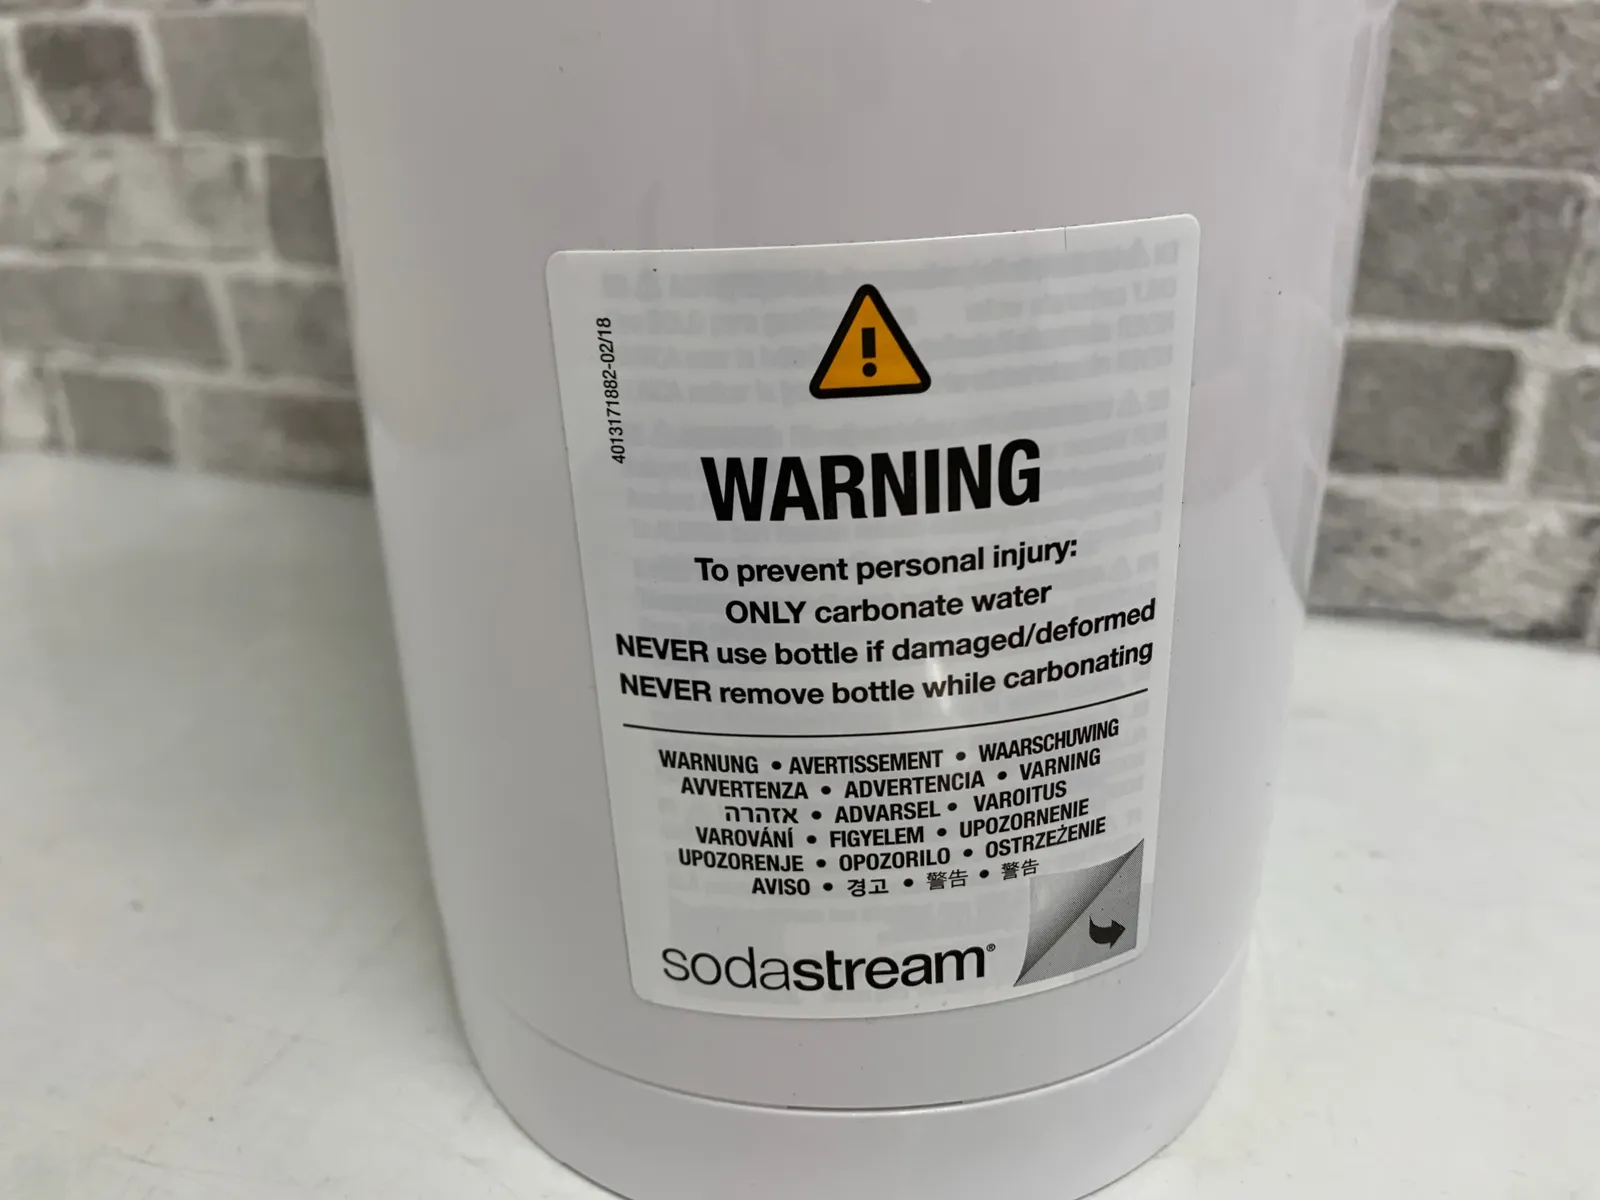 4013171882-02/18
WARNING
To prevent personal injury:
ONLY carbonate water
NEVER use bottle if damaged/deformed
NEVER remove bottle while carbonating
WARNUNG • AVERTISSEMENT • WAARSCHUWING
AVVERTENZA • ADVERTENCIA • VARNING
אזהרה • ADVARSEL • VAROITUS
VAROVÁNÍ • FIGYELEM • UPOZORNENIE
UPOZORENJE • OPOZORILO • OSTRZEŻENIE
AVISO • 경고 • 警告 • 警告
sodastream®